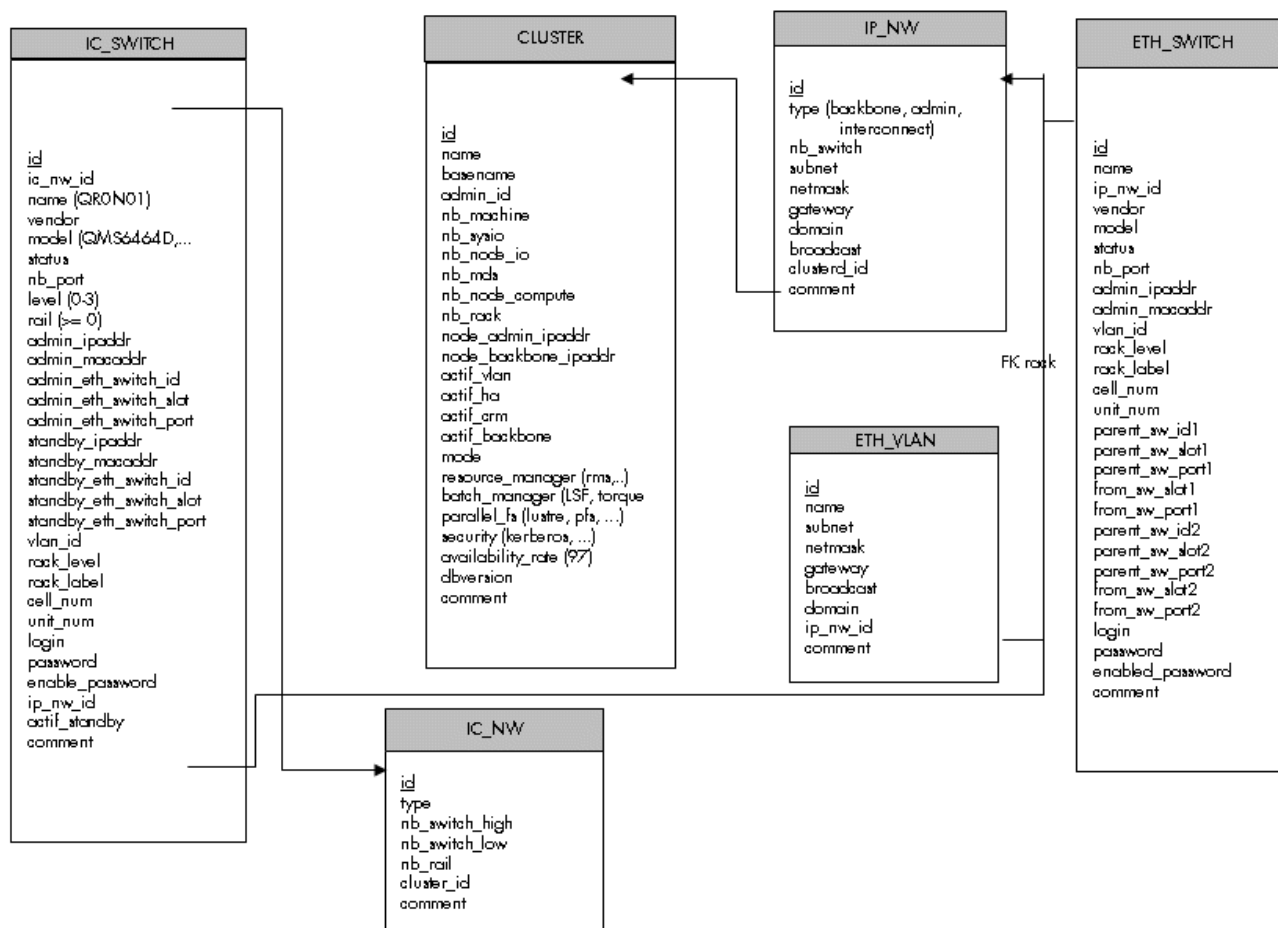 IC_SWITCH
id
ic_nw_id
name (QR0N01)
vendor
model (QMS6464D,...
status
nb_port
level (0-3)
rail (>= 0)
admin_ipaddr
admin_macaddr
admin_eth_switch_id
admin_eth_switch_slot
admin_eth_switch_port
standby_ipaddr
standby_macaddr
standby_eth_switch_id
standby_eth_switch_slot
standby_eth_switch_port
vlan_id
rack_level
rack_label
cell_num
unit_num
login
password
enable_password
ip_nw_id
actif_standby
comment
CLUSTER
id
name
basename
admin_id
nb_machine
nb_sysio
nb_node_io
nb_mds
nb_node_compute
nb_rack
node_admin_ipaddr
node_backbone_ipaddr
actif_vlan
actif_ha
actif_crm
actif_backbone
mode
resource_manager (rms,..)
batch_manager (LSF, torque
parallel_fs (lustre, pfs, ...)
security (kerberos, ...)
availability_rate (97)
dbversion
comment
IC_NW
id
type
nb_switch_high
nb_switch_low
nb_rail
cluster_id
comment
IP_NW
id
type (backbone, admin,
interconnect)
nb_switch
subnet
netmask
gateway
domain
broadcast
clusterd_id
comment
FK rack
ETH_VLAN
id
name
subnet
netmask
gateway
broadcast
domain
ip_nw_id
comment
ETH_SWITCH
id
name
ip_nw_id
vendor
model
status
nb_port
admin_ipaddr
admin_macaddr
vlan_id
rack_level
rack_label
cell_num
unit_num
parent_sw_id1
parent_sw_slot1
parent_sw_port1
from_sw_slot1
from_sw_port1
parent_sw_id2
parent_sw_slot2
parent_sw_port2
from_sw_slot2
from_sw_port2
login
password
enabled_password
comment